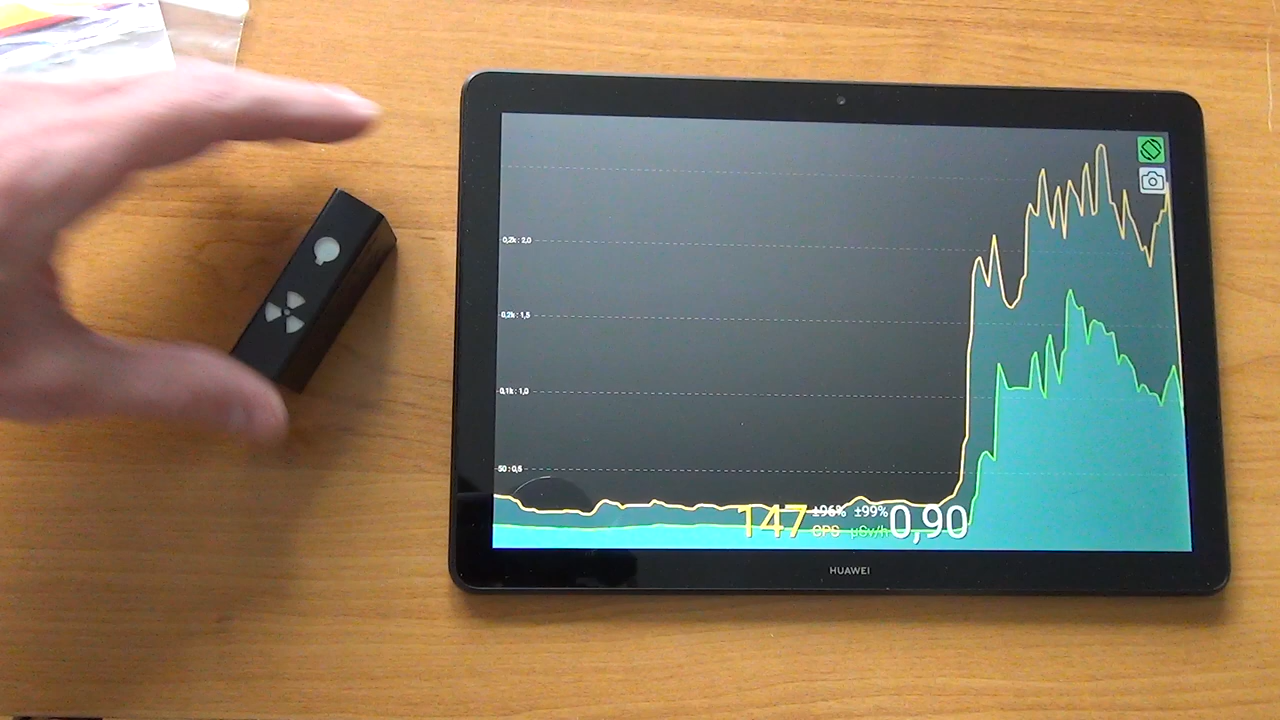 0,2k : 2,0
0,2k : 1,5
0,1k : 1,0
50 : 0,5
147 ±96% ±99% 0,90
CPS µSv/h
HUAWEI